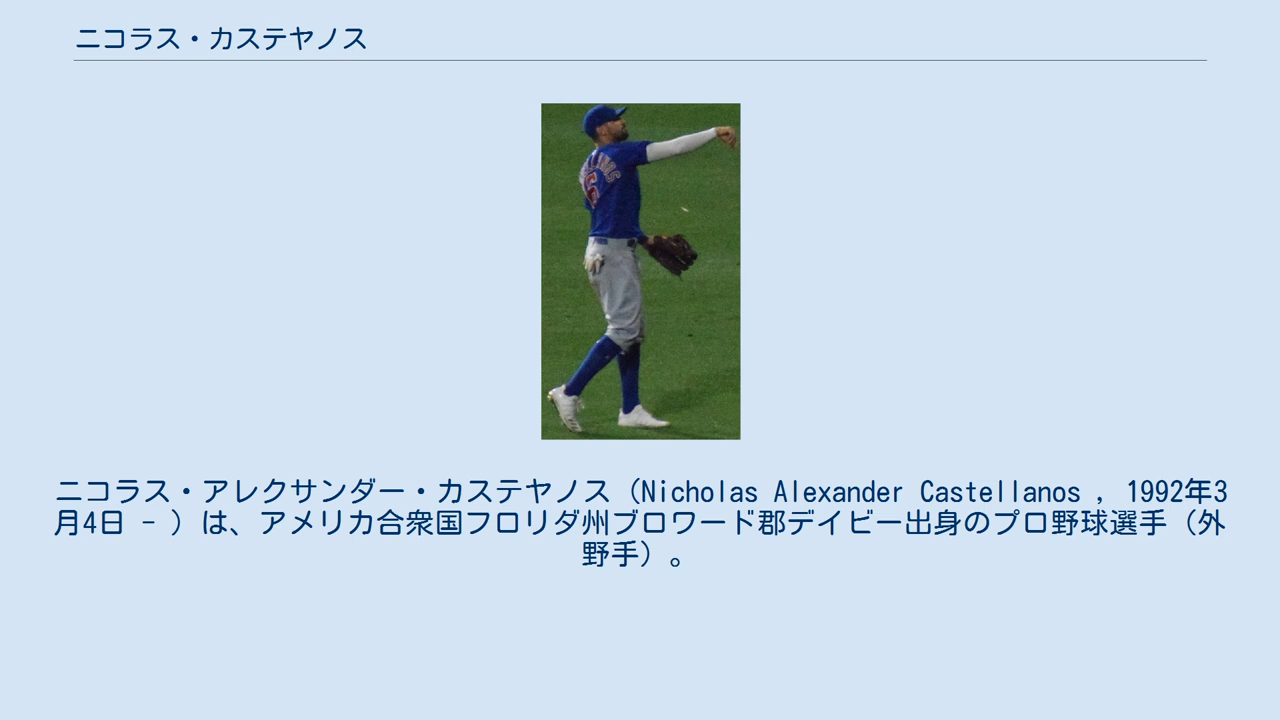 ニコラス・カステヤノス
6
ニコラス・アレクサンダー・カステヤノス（Nicholas Alexander Castellanos , 1992年3
月4日 - ）は、アメリカ合衆国フロリダ州ブロワード郡デイビー出身のプロ野球選手（外
野手）。